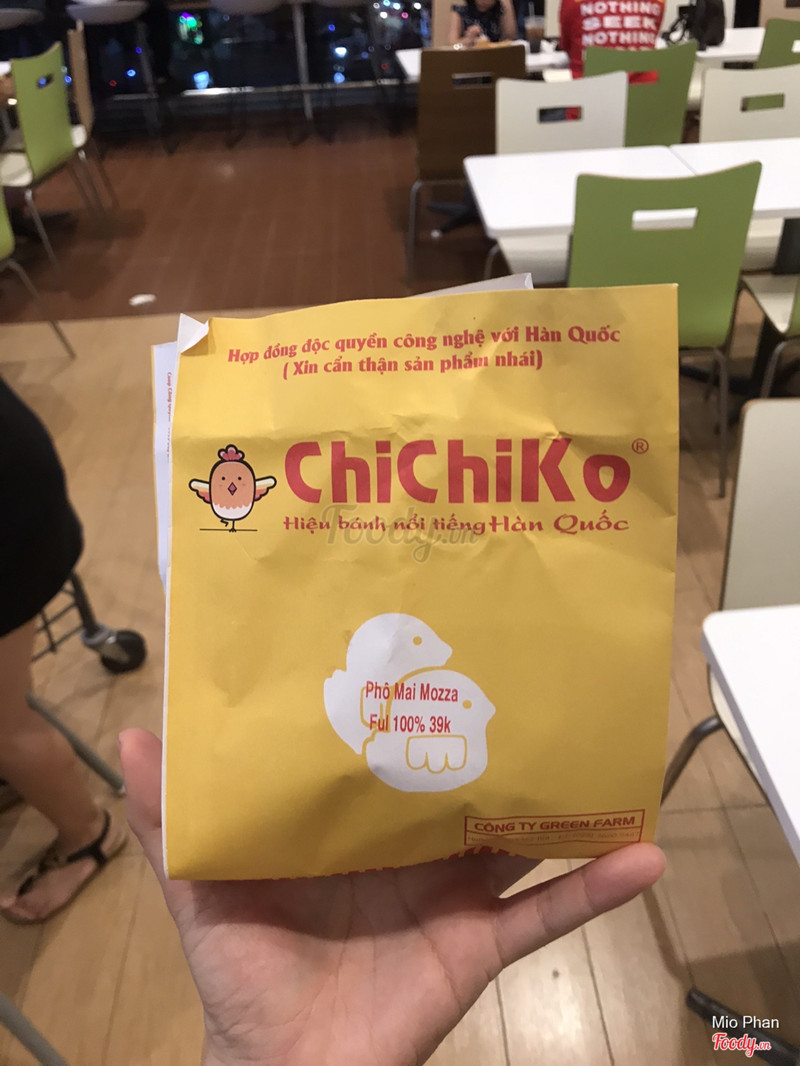 NOTHING
SEEK
NOTHING
Hợp đồng độc quyền công nghệ với Hàn Quốc
( Xin cẩn thận sản phẩm nhái)
ChiChiKo®
Hiệu bánh nổi tiếng Hàn Quốc
Foody.vn
Phô Mai Mozza
Ful 100% 39k
CÔNG TY GREEN FARM
Mio Phan
Foody.vn